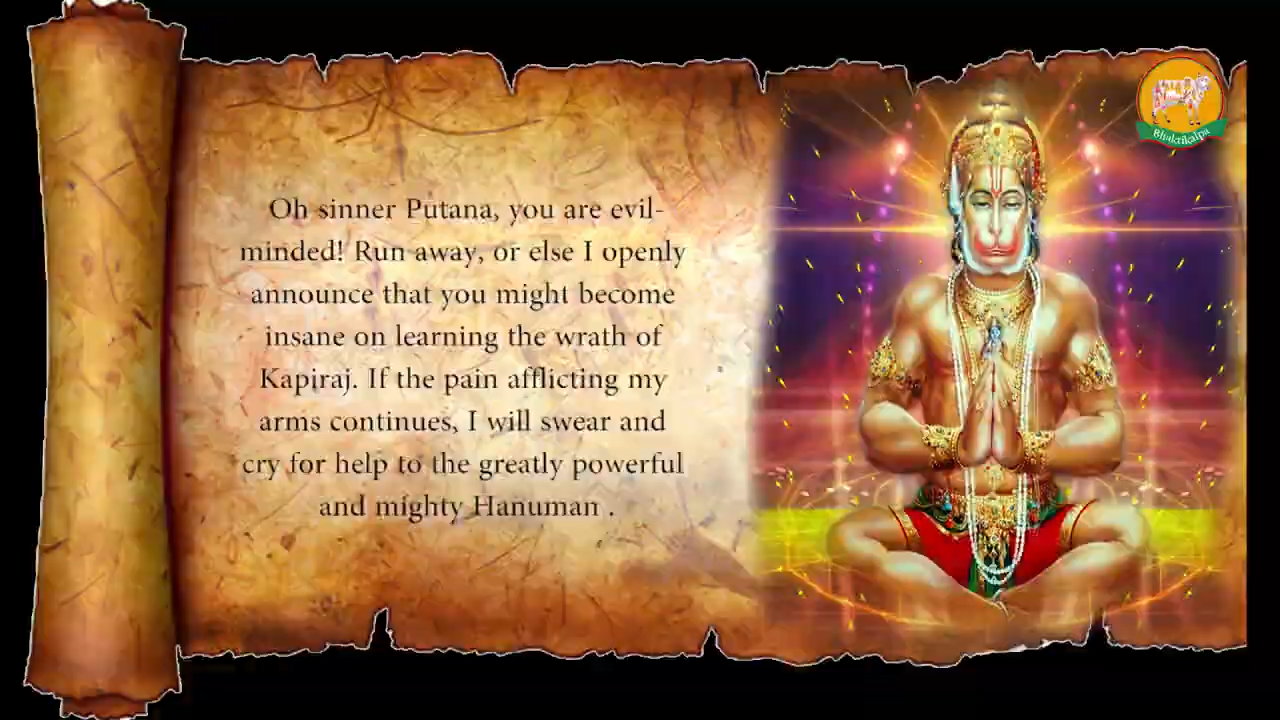 Oh sinner Putana, you are evil-
minded! Run away, or else I openly
announce that you might become
insane on learning the wrath of
Kapiraj. If the pain afflicting my
arms continues, I will swear and
cry for help to the greatly powerful
and mighty Hanuman .
Bhaktikalpa